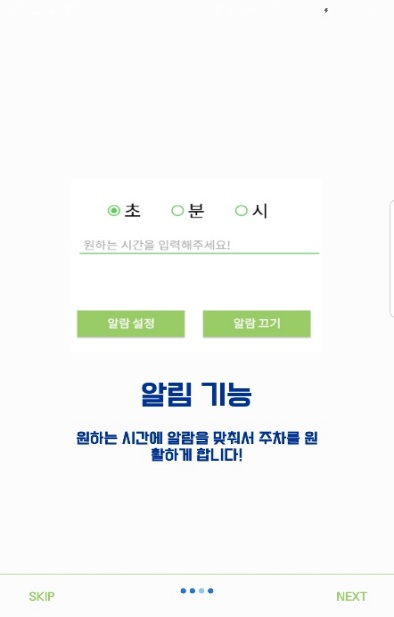 초 분 시
원하는 시간을 입력해주세요!
알람 설정 알람 끄기
알림 기능
원하는 시간에 알람을 맞춰서 주차를 원
활하게 합니다!
SKIP NEXT